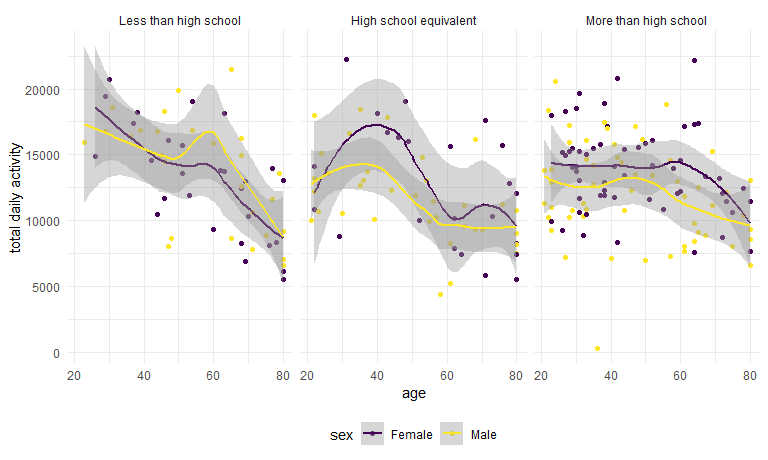 Less than high school
High school equivalent
More than high school
total daily activity
20000
15000
10000
5000
0
20 40 60 80
20 40 60 80
20 40 60 80
age
sex Female Male